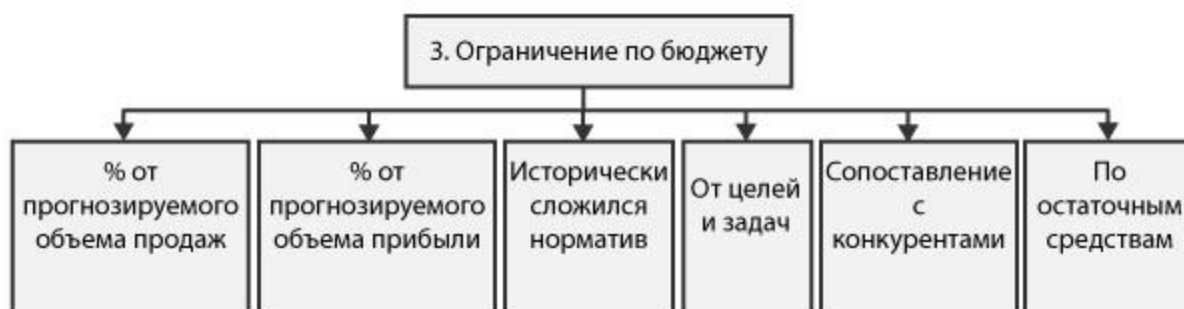 3. Ограничение по бюджету
% от
прогнозируемого
объема продаж
% от
прогнозируемого
объема прибыли
Исторически
сложился
норматив
От целей
и задач
Сопоставление
с
конкурентами
По
остаточным
средствам